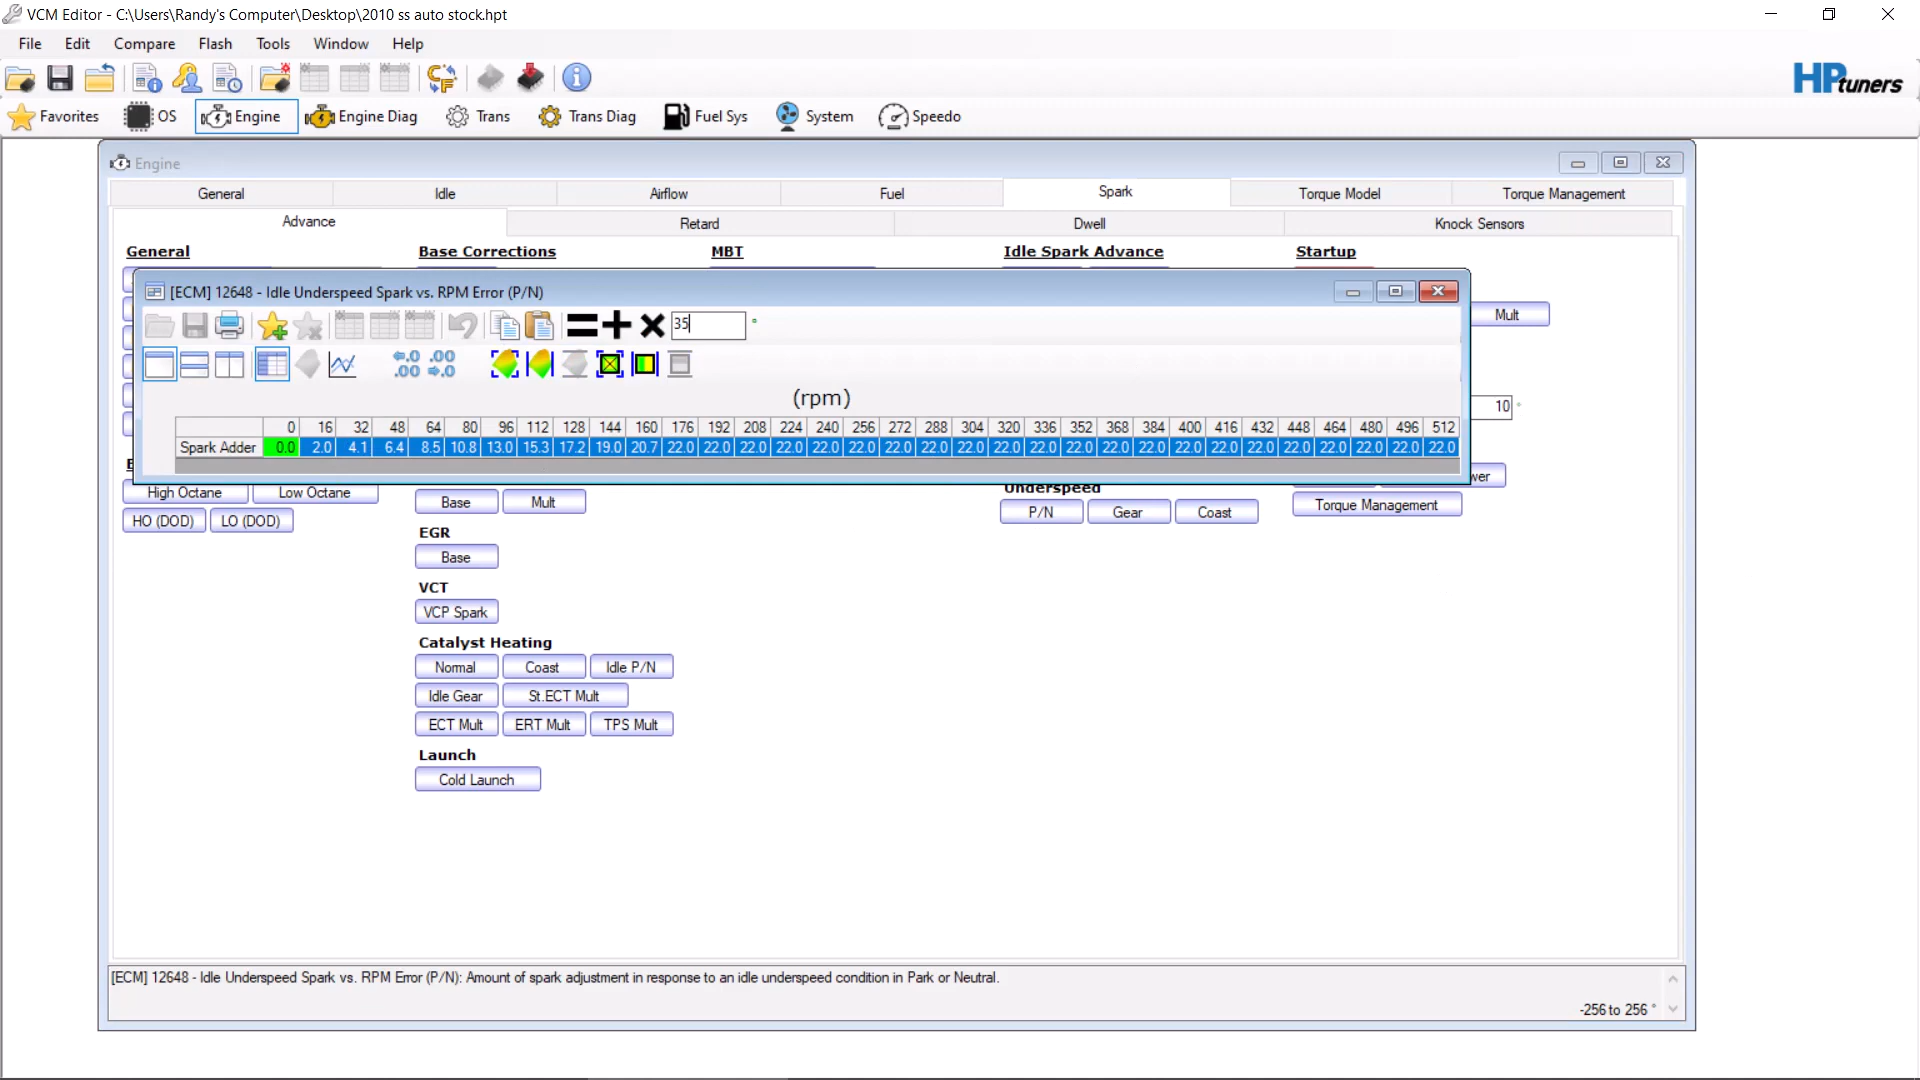 VCM Editor - C:\Users\Randy's Computer\Desktop\2010 ss auto stock.hpt
File Edit Compare Flash Tools Window Help
HPtuners
Favorites OS Engine Engine Diag Trans Trans Diag Fuel Sys System Speedo
Engine
General Idle Airflow Fuel Spark Torque Model Torque Management
Advance Retard Dwell Knock Sensors
General Base Corrections MBT Idle Spark Advance Startup
[ECM] 12648 - Idle Underspeed Spark vs. RPM Error (P/N)
Mult
35 °
(rpm)
10 °
0 16 32 48 64 80 96 112 128 144 160 176 192 208 224 240 256 272 288 304 320 336 352 368 384 400 416 432 448 464 480 496 512
Spark Adder 0.0 2.0 4.1 6.4 8.5 10.8 13.0 15.3 17.2 19.0 20.7 22.0 22.0 22.0 22.0 22.0 22.0 22.0 22.0 22.0 22.0 22.0 22.0 22.0 22.0 22.0 22.0 22.0 22.0 22.0 22.0 22.0 22.0
wer
High Octane Low Octane Base Mult Underspeed Torque Management
HO (DOD) LO (DOD) P/N Gear Coast
EGR
Base
VCT
VCP Spark
Catalyst Heating
Normal Coast Idle P/N
Idle Gear St.ECT Mult
ECT Mult ERT Mult TPS Mult
Launch
Cold Launch
[ECM] 12648 - Idle Underspeed Spark vs. RPM Error (P/N): Amount of spark adjustment in response to an idle underspeed condition in Park or Neutral.
-256 to 256 °